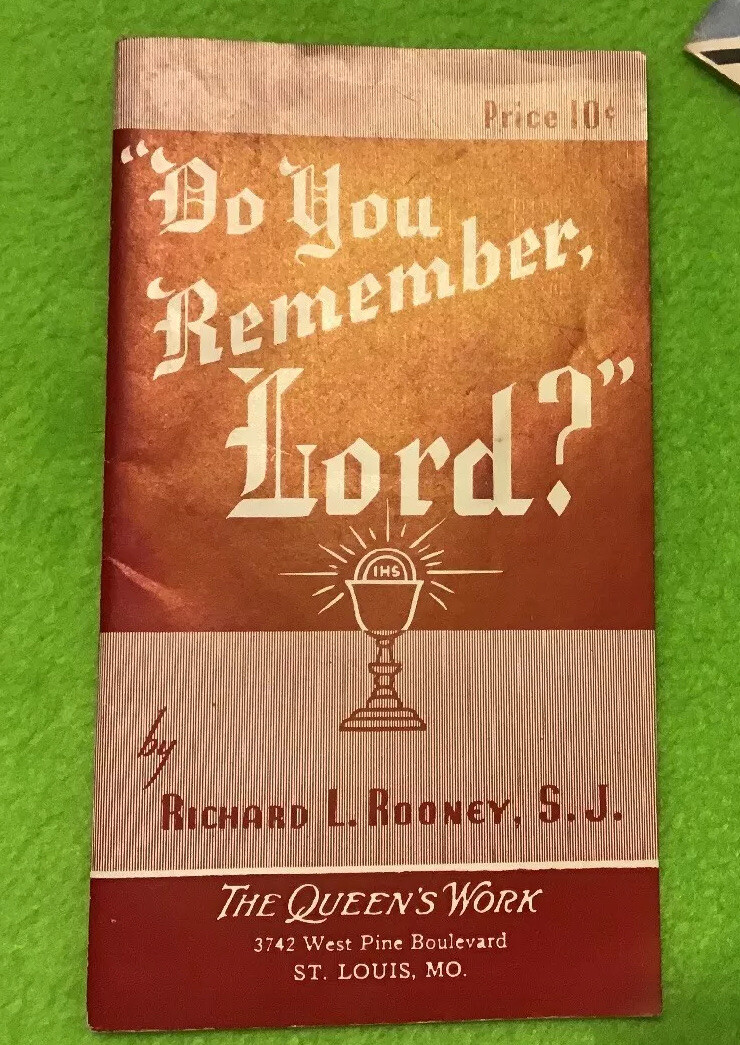 Price 10¢
"Do You
Remember,
Lord?"
IHS
by
RICHARD L. ROONEY, S. J.
THE QUEEN'S WORK
3742 West Pine Boulevard
ST. LOUIS, MO.